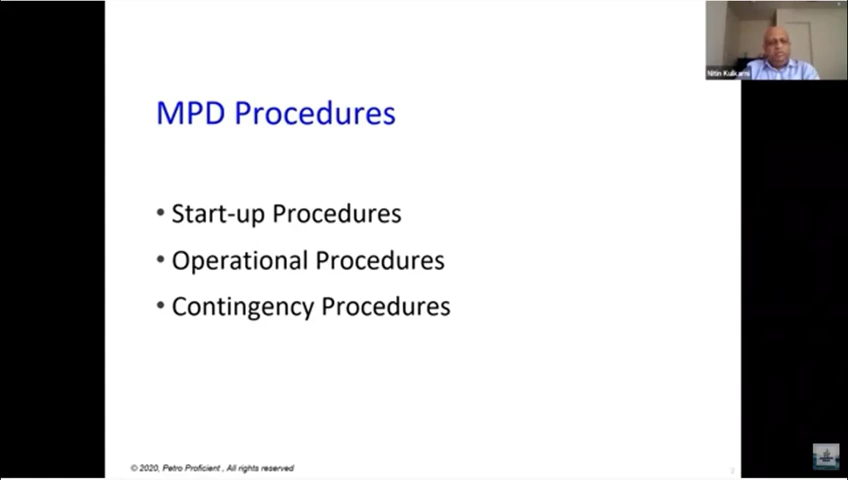 Nitin Kulkarni
MPD Procedures
• Start-up Procedures
• Operational Procedures
• Contingency Procedures
© 2020, Petro Proficient , All rights reserved